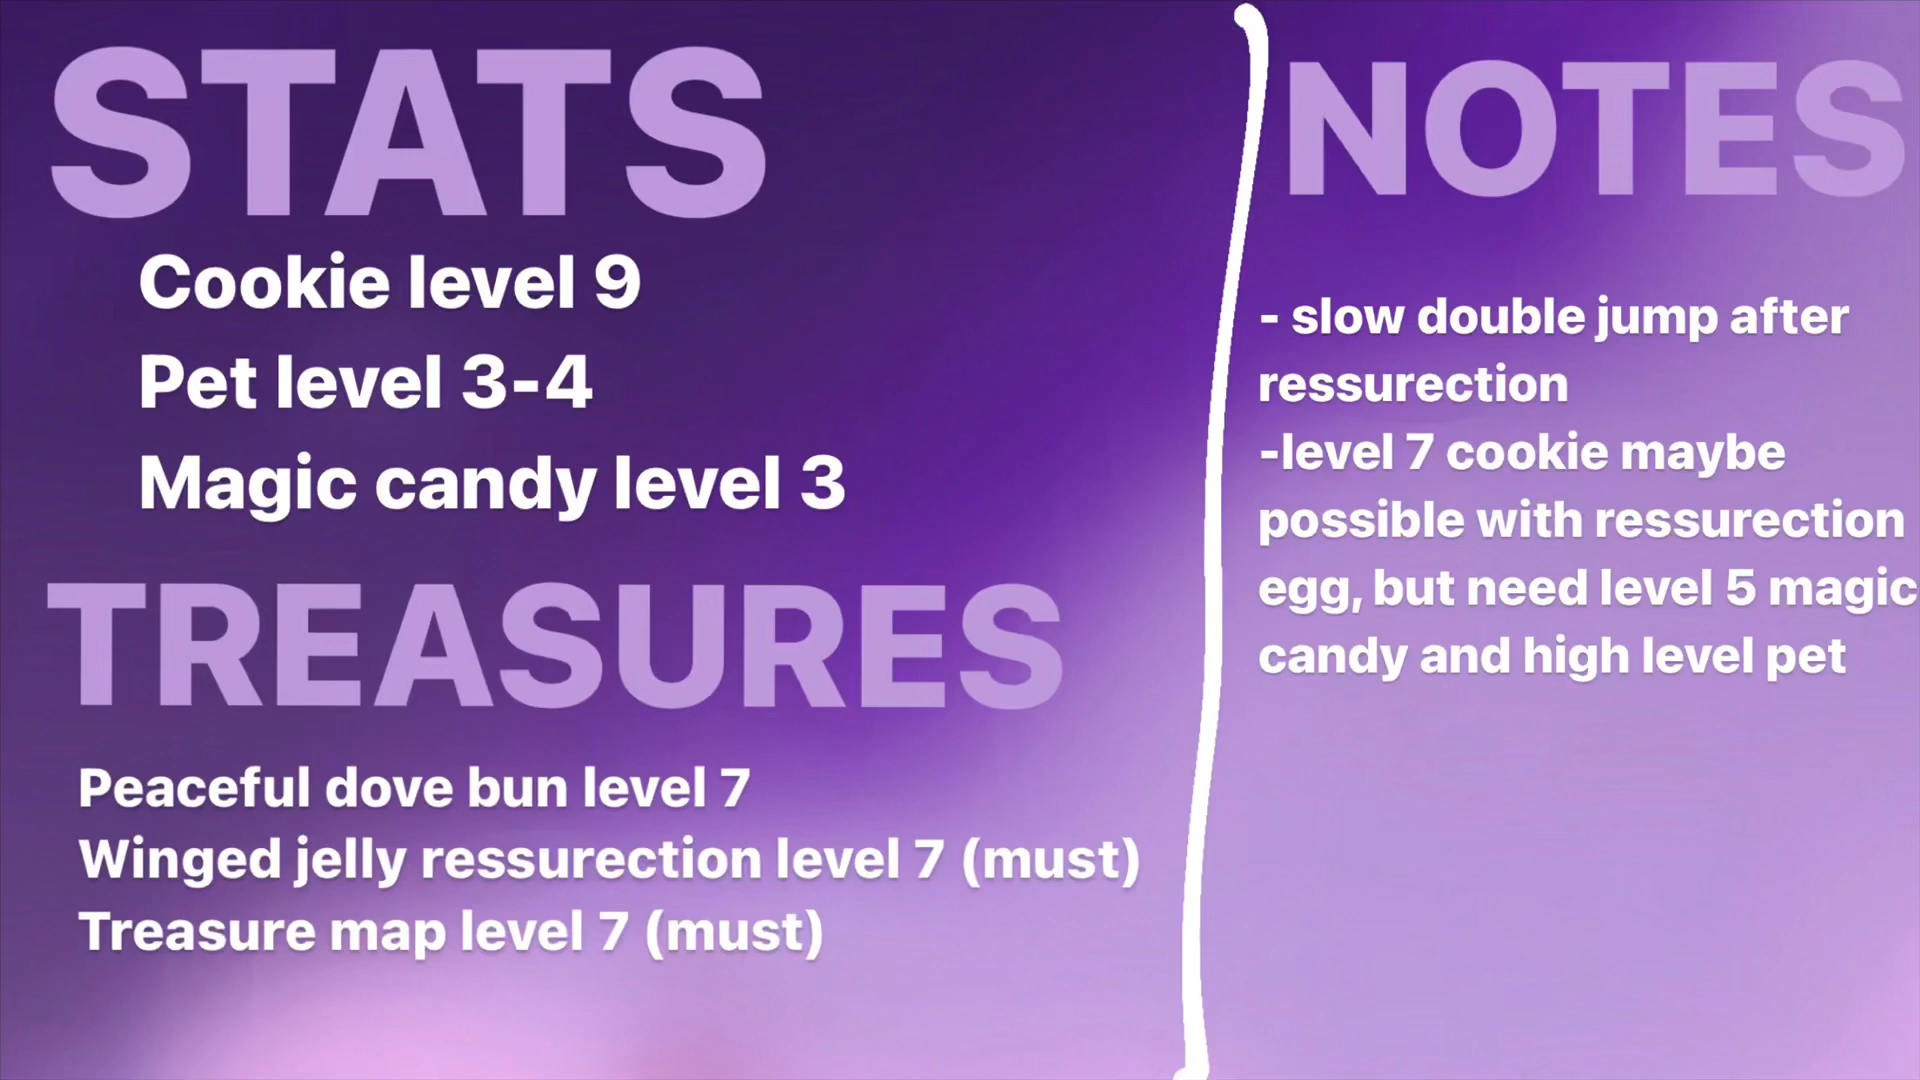 STATS
Cookie level 9
Pet level 3-4
Magic candy level 3
TREASURES
Peaceful dove bun level 7
Winged jelly ressurection level 7 (must)
Treasure map level 7 (must)
NOTES
- slow double jump after
ressurection
-level 7 cookie maybe
possible with ressurection
egg, but need level 5 magic
candy and high level pet